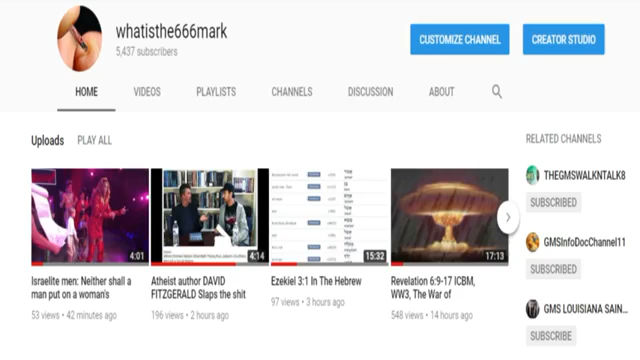 whatisthe666mark
5,437 subscribers
CUSTOMIZE CHANNEL
CREATOR STUDIO
HOME VIDEOS PLAYLISTS CHANNELS DISCUSSION ABOUT
Uploads PLAY ALL
4:01
4:14
15:32
17:13
Israelite men: Neither shall a
man put on a woman's
53 views • 42 minutes ago
Atheist author DAVID
FITZGERALD Slaps the shit
196 views • 2 hours ago
Ezekiel 3:1 In The Hebrew
97 views • 3 hours ago
Revelation 6:9-17 ICBM,
WW3, The War of
548 views • 14 hours ago
RELATED CHANNELS
THEGMSWALKNTALK8
SUBSCRIBED
GMSInfoDocChannel11
SUBSCRIBED
GMS LOUISIANA SAIN...
SUBSCRIBE